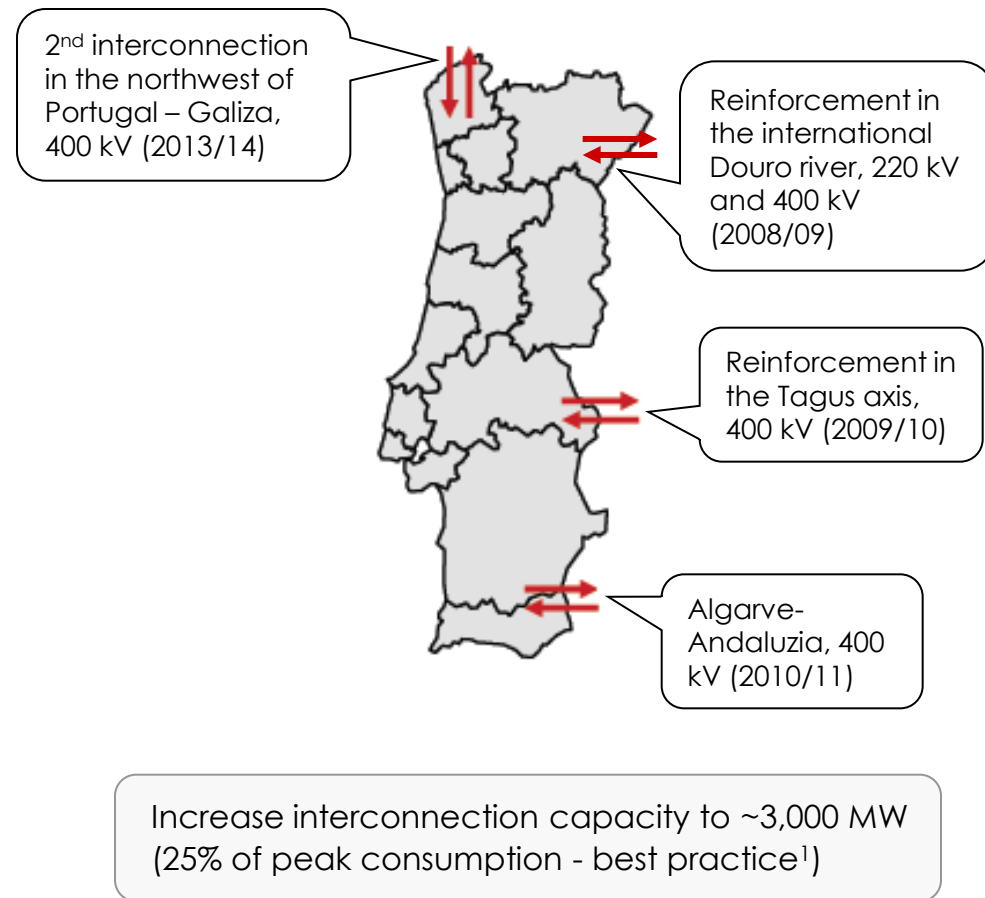 2nd interconnection
in the northwest of
Portugal – Galiza,
400 kV (2013/14)
Reinforcement in
the international
Douro river, 220 kV
and 400 kV
(2008/09)
Reinforcement in
the Tagus axis,
400 kV (2009/10)
Algarve-
Andaluzia, 400
kV (2010/11)
Increase interconnection capacity to ~3,000 MW
(25% of peak consumption - best practice1)